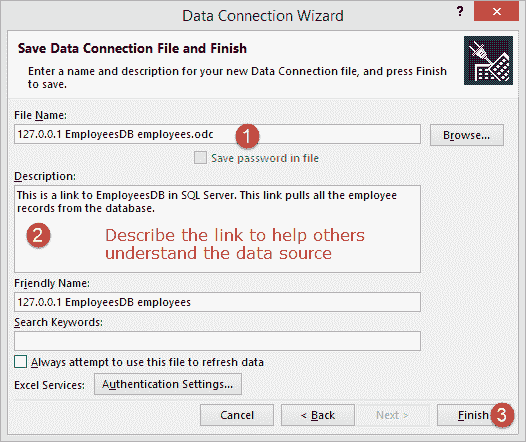 Data Connection Wizard
?
Save Data Connection File and Finish
Enter a name and description for your new Data Connection file, and press Finish
to save.
File Name:
127.0.0.1 EmployeesDB employees.odc
1
Browse...
Save password in file
Description:
This is a link to EmployeesDB in SQL Server. This link pulls all the employee
records from the database.
2
Describe the link to help others
understand the data source
Friendly Name:
127.0.0.1 EmployeesDB employees
Search Keywords:
Always attempt to use this file to refresh data
Excel Services:
Authentication Settings...
Cancel
< Back
Next >
Finish
3